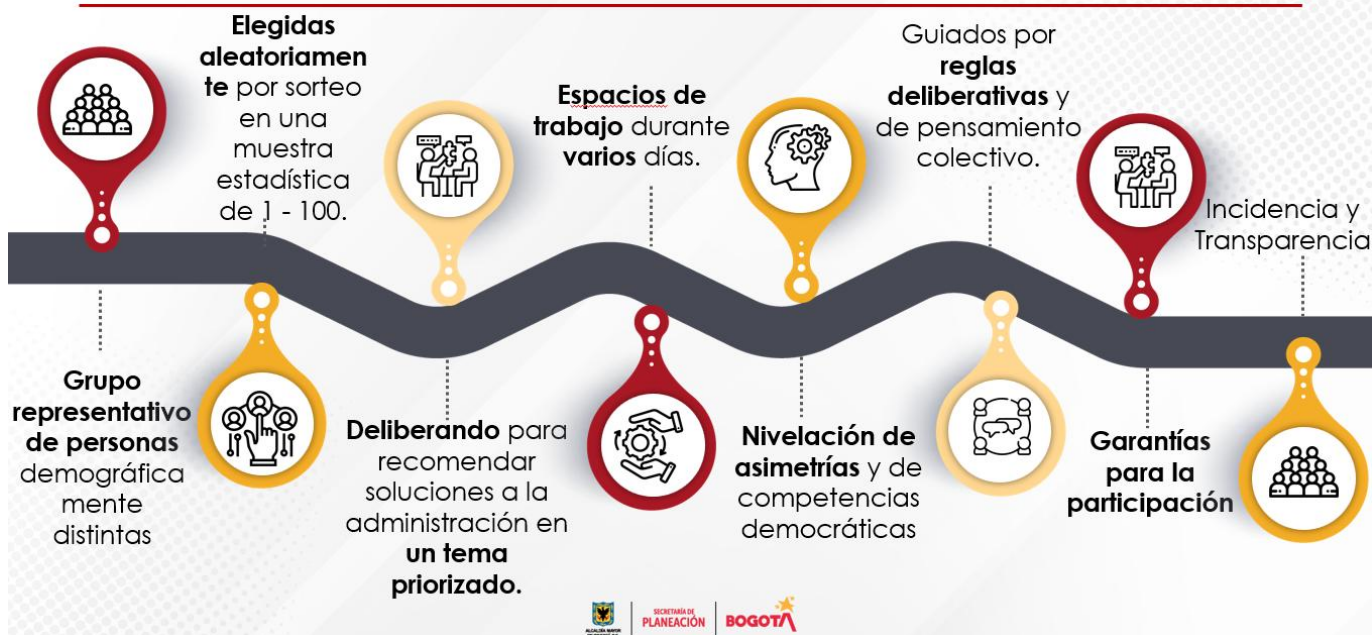 Elegidas
aleatoriamen
te por sorteo
en una
muestra
estadística
de 1 - 100.
Espacios de
trabajo durante
varios días.
Guiados por
reglas
deliberativas y
de pensamiento
colectivo.
Incidencia y
Transparencia
Grupo
representativo
de personas
demográfica
mente
distintas
Deliberando para
recomendar
soluciones a la
administración en
un tema
priorizado.
Nivelación de
asimetrías y de
competencias
democráticas
Garantías
para la
participación
ALCALDÍA MAYOR
SECRETARÍA DE
PLANEACIÓN
BOGOTÁ